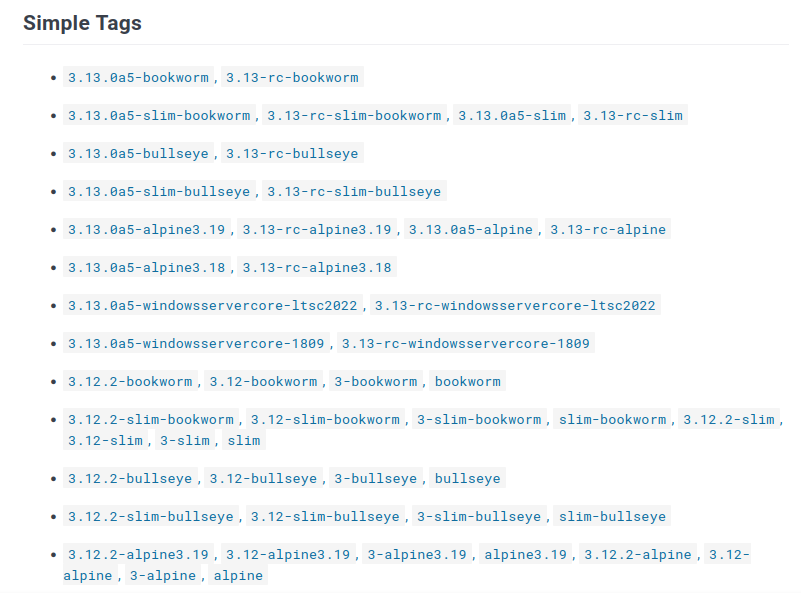 Simple Tags
3.13.0a5-bookworm, 3.13-rc-bookworm
3.13.0a5-slim-bookworm, 3.13-rc-slim-bookworm, 3.13.0a5-slim, 3.13-rc-slim
3.13.0a5-bullseye, 3.13-rc-bullseye
3.13.0a5-slim-bullseye, 3.13-rc-slim-bullseye
3.13.0a5-alpine3.19, 3.13-rc-alpine3.19, 3.13.0a5-alpine, 3.13-rc-alpine
3.13.0a5-alpine3.18, 3.13-rc-alpine3.18
3.13.0a5-windowsservercore-ltsc2022, 3.13-rc-windowsservercore-ltsc2022
3.13.0a5-windowsservercore-1809, 3.13-rc-windowsservercore-1809
3.12.2-bookworm, 3.12-bookworm, 3-bookworm, bookworm
3.12.2-slim-bookworm, 3.12-slim-bookworm, 3-slim-bookworm, slim-bookworm, 3.12.2-slim,
3.12-slim, 3-slim, slim
3.12.2-bullseye, 3.12-bullseye, 3-bullseye, bullseye
3.12.2-slim-bullseye, 3.12-slim-bullseye, 3-slim-bullseye, slim-bullseye
3.12.2-alpine3.19, 3.12-alpine3.19, 3-alpine3.19, alpine3.19, 3.12.2-alpine, 3.12-
alpine, 3-alpine, alpine